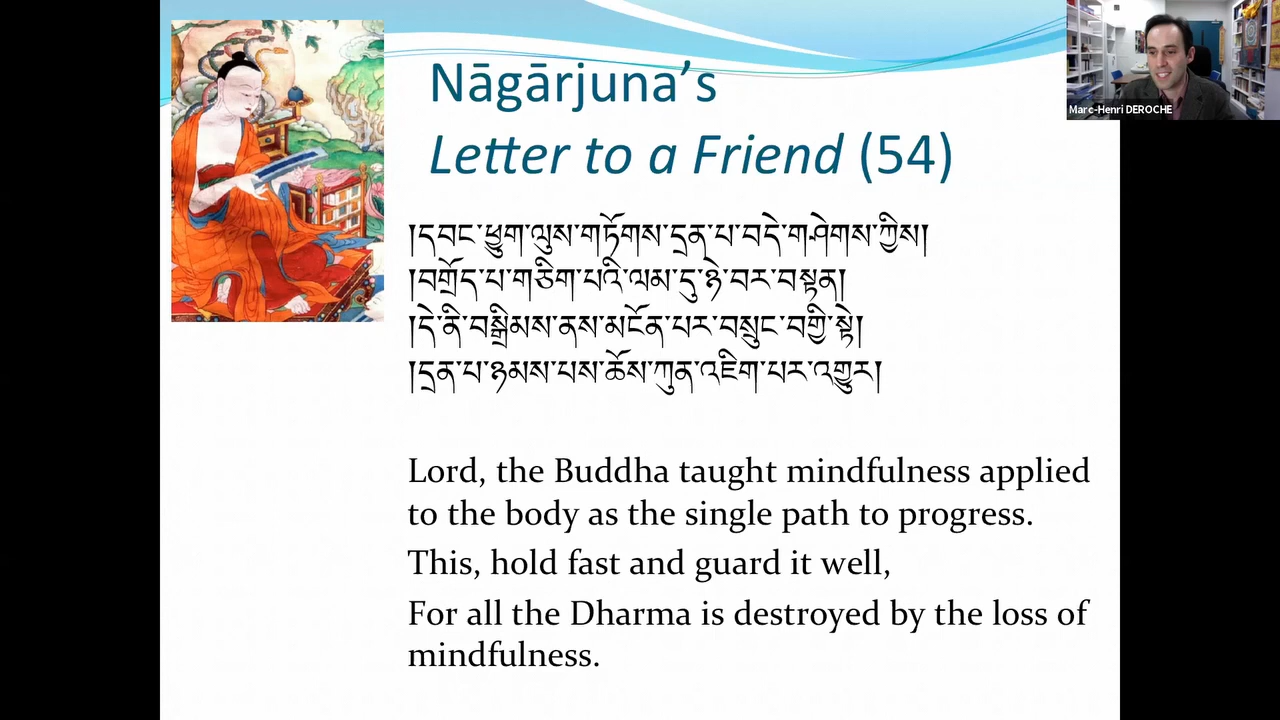 Marc-Henri DEROCHE
Nāgārjuna’s
Letter to a Friend (54)
།དབང་ཕྱུག་ལུས་གཏོགས་དྲན་པ་བདེ་གཤེགས་ཀྱིས།
།བགྲོད་པ་གཅིག་པའི་ལམ་དུ་ཉེ་བར་བསྟན།
།དེ་ནི་བསྒྲིམས་ནས་མངོན་པར་བསྲུང་བགྱི་སྟེ།
།དྲན་པ་ཉམས་པས་ཆོས་ཀུན་འཇིག་པར་འགྱུར།
Lord, the Buddha taught mindfulness applied
to the body as the single path to progress.
This, hold fast and guard it well,
For all the Dharma is destroyed by the loss of
mindfulness.